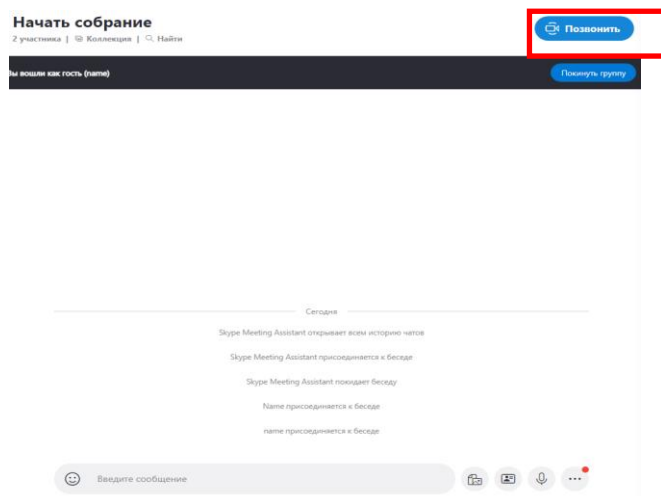 Начать собрание
Позвонить
2 участника | Коллекция | Найти
ы вошли как гость (name)
Покинуть группу
Сегодня
Skype Meeting Assistant открывает всем историю чатов
Skype Meeting Assistant присоединяется к беседе
Skype Meeting Assistant покидает беседу
Name присоединяется к беседе
name присоединяется к беседе
Введите сообщение